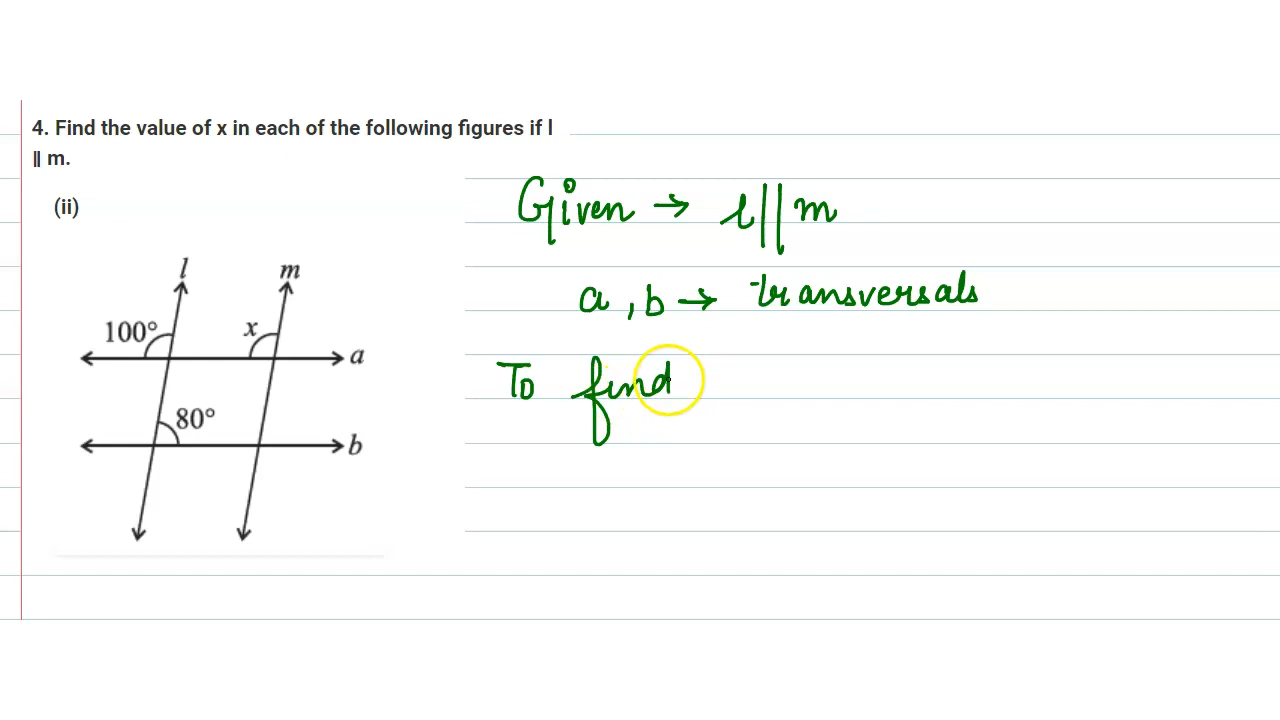 4. Find the value of x in each of the following figures if l
∥ m.
(ii)
Given → l||m
a, b → transversals
To find
l m
100° x
a
80°
b